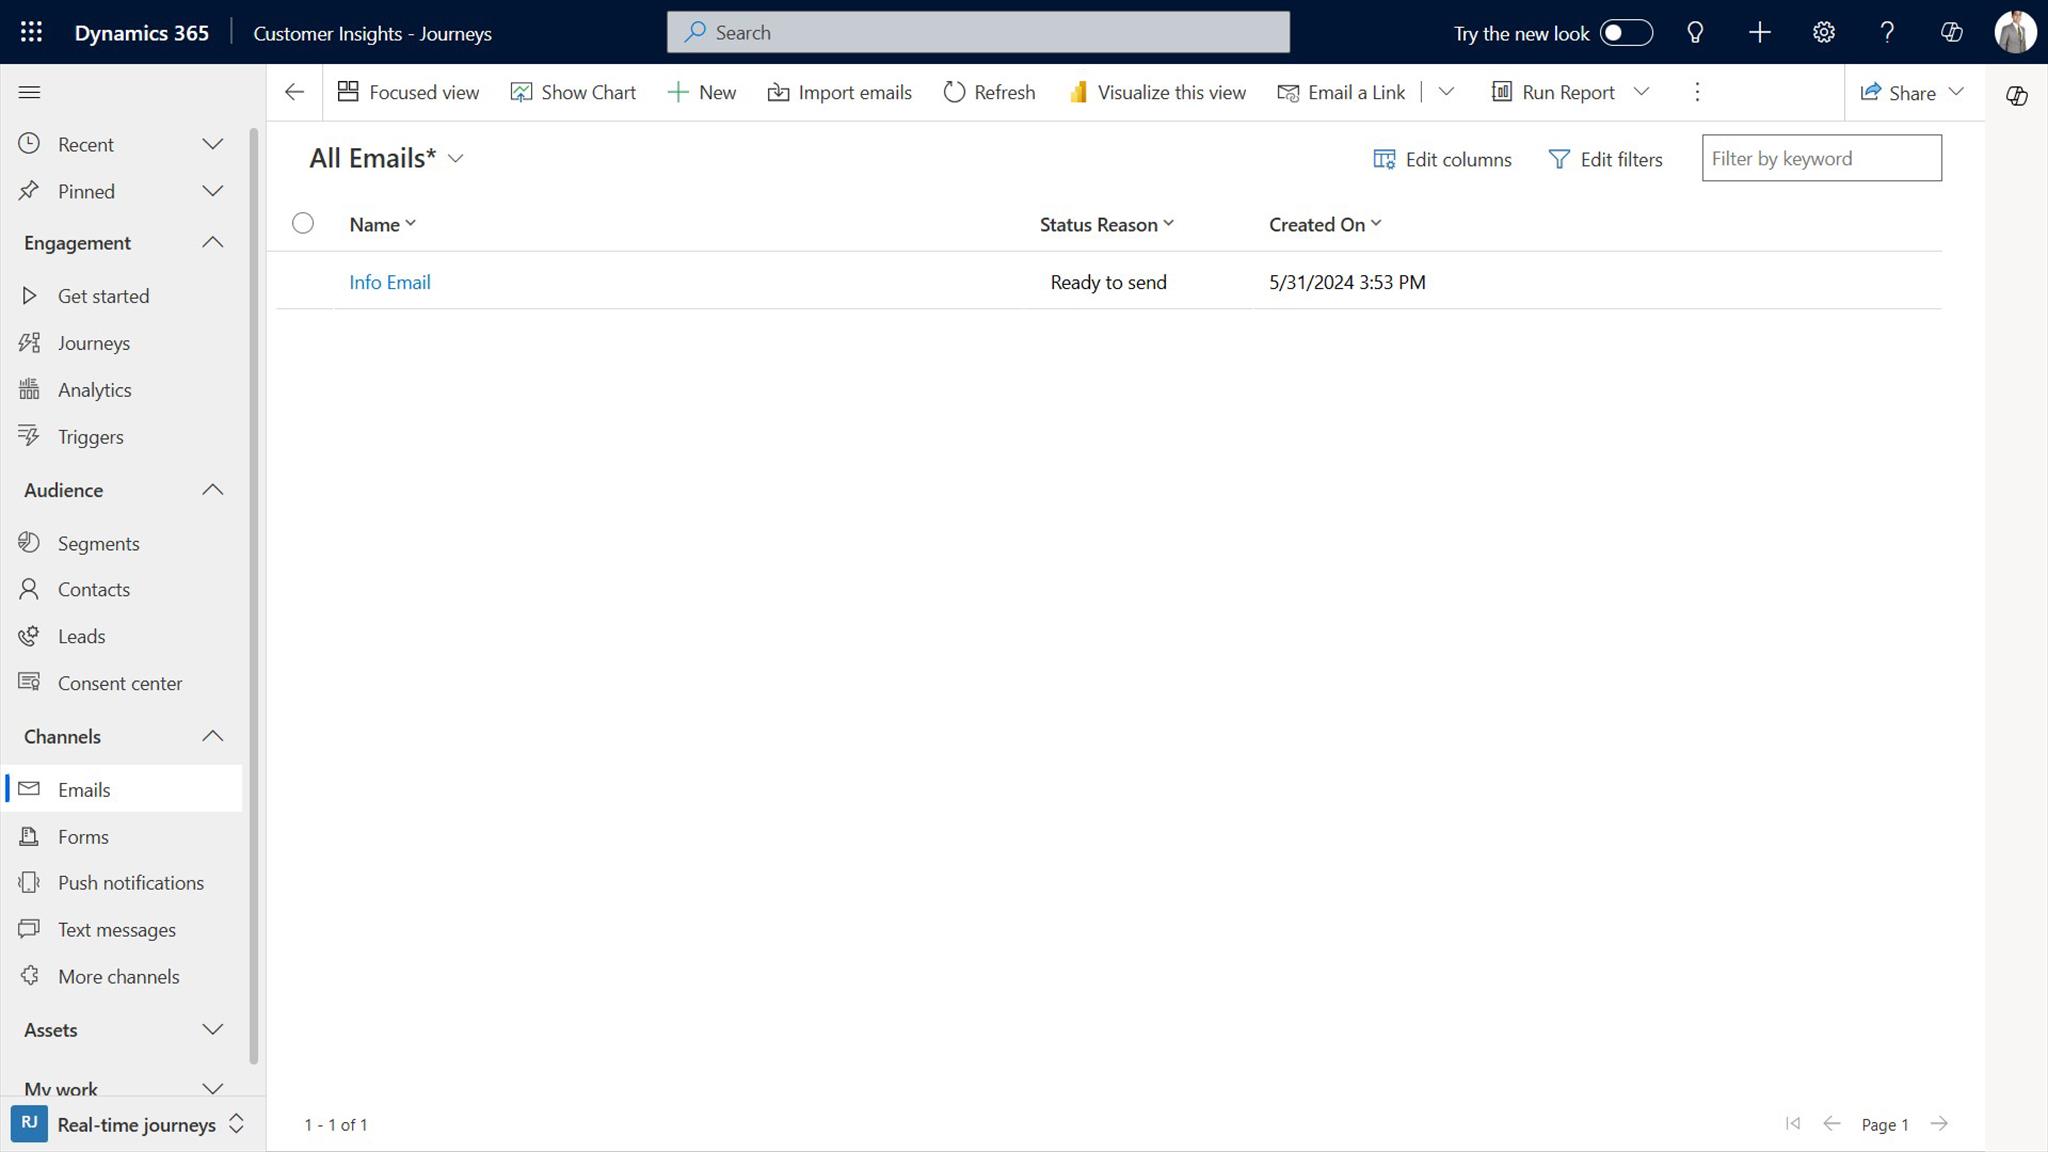 Dynamics 365
Customer Insights - Journeys
Search
Try the new look
Focused view
Show Chart
New
Import emails
Refresh
Visualize this view
Email a Link
Run Report
Share
Recent
Pinned
Engagement
Get started
Journeys
Analytics
Triggers
Audience
Segments
Contacts
Leads
Consent center
Channels
Emails
Forms
Push notifications
Text messages
More channels
Assets
My work
RJ Real-time journeys
All Emails*
Edit columns
Edit filters
Filter by keyword
Name Status Reason Created On
Info Email Ready to send 5/31/2024 3:53 PM
1 - 1 of 1
Page 1